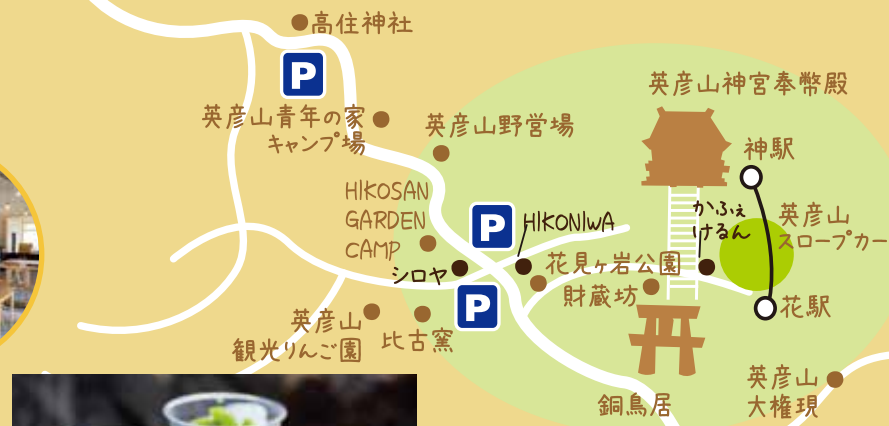 高住神社
P
英彦山青年の家
キャンプ場
英彦山野営場
英彦山神宮奉幣殿
神駅
HIKOSAN
GARDEN
CAMP
P
HIKONIWA
かふぇ
けるん
英彦山
スロープカー
シロヤ
花見ヶ岩公園
財蔵坊
P
花駅
英彦山
観光りんご園
比古窯
銅鳥居
英彦山
大権現